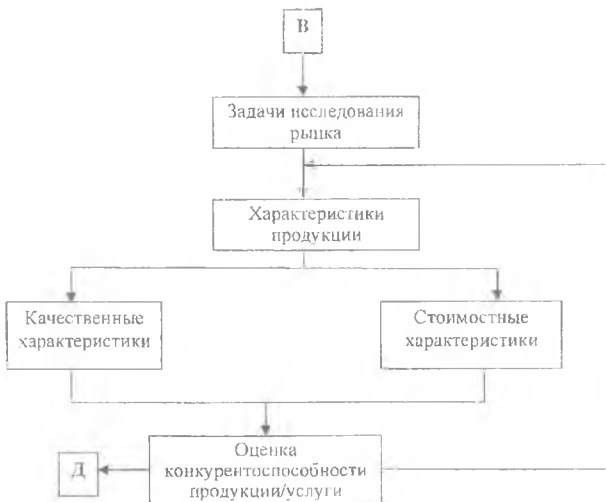 В
Задачи исследования
рынка
Характеристики
продукции
Качественные
характеристики
Стоимостные
характеристики
Д
Оценка
конкурентоспособности
продукции/услуги